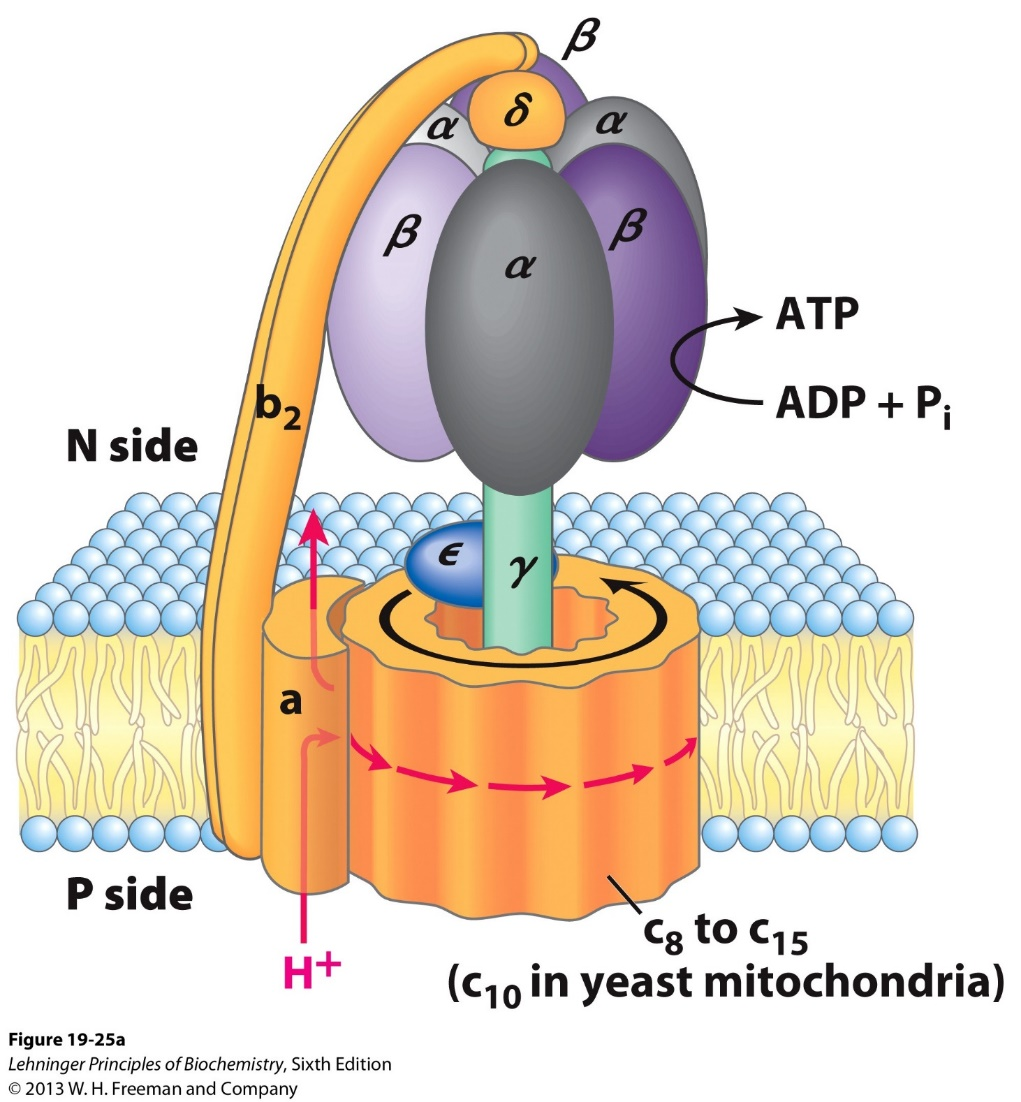 β
δ
α
α
β
β
α
ATP
b₂
ADP + Pᵢ
N side
ϵ
γ
a
P side
c₈ to c₁₅
H⁺
(c₁₀ in yeast mitochondria)
Figure 19-25a
Lehninger Principles of Biochemistry, Sixth Edition
© 2013 W. H. Freeman and Company